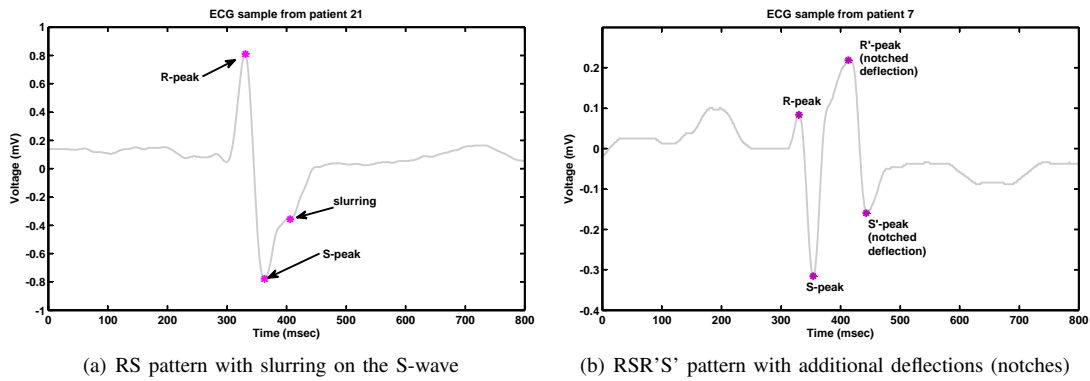 ECG sample from patient 21
1
0.8
0.6
0.4
0.2
0
-0.2
-0.4
-0.6
-0.8
-1
Voltage (mV)
R-peak
slurring
S-peak
0 100 200 300 400 500 600 700 800
Time (msec)
(a) RS pattern with slurring on the S-wave
ECG sample from patient 7
0.2
0.1
0
-0.1
-0.2
-0.3
-0.4
Voltage (mV)
R-peak
R'-peak
(notched
deflection)
S'-peak
(notched
deflection)
S-peak
0 100 200 300 400 500 600 700 800
Time (msec)
(b) RSR'S' pattern with additional deflections (notches)